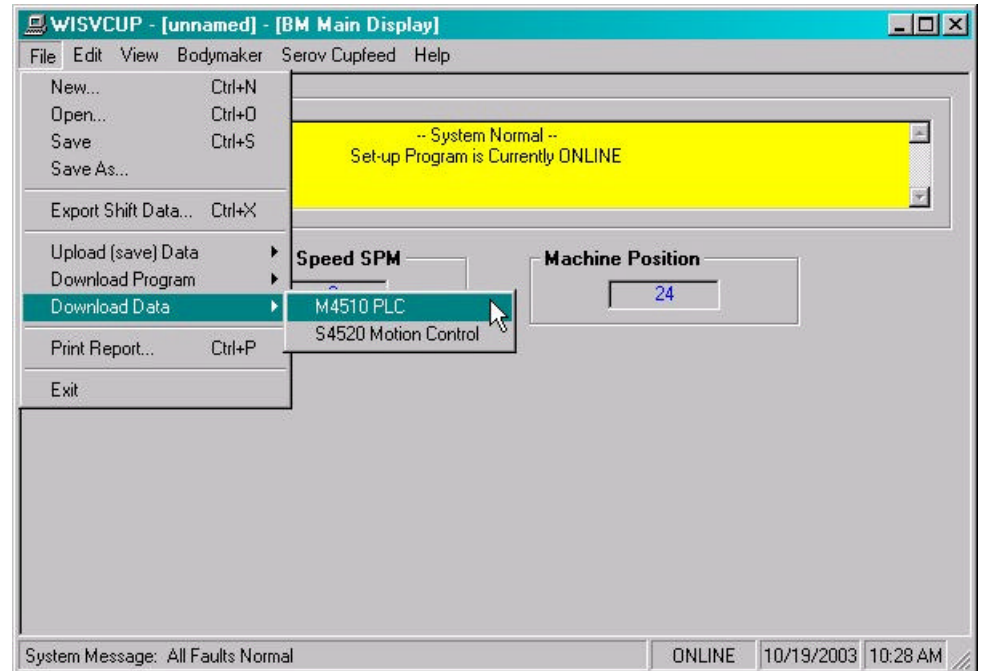 WISVCUP - [unnamed] - [BM Main Display]
File Edit View Bodymaker Serov Cupfeed Help
New... Ctrl+N
Open... Ctrl+O
Save Ctrl+S
Save As...
Export Shift Data... Ctrl+X
Upload (save) Data
Download Program
Download Data
Print Report... Ctrl+P
Exit
M4510 PLC
S4520 Motion Control
-- System Normal --
Set-up Program is Currently ONLINE
Speed SPM
Machine Position
24
System Message: All Faults Normal ONLINE 10/19/2003 10:28 AM